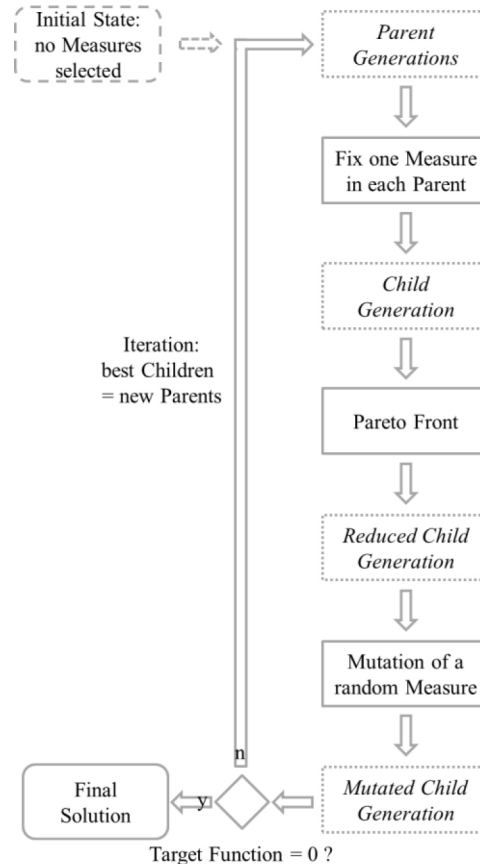 Initial State:
no Measures
selected
Parent
Generations
Fix one Measure
in each Parent
Child
Generation
Iteration:
best Children
= new Parents
Pareto Front
Reduced Child
Generation
Mutation of a
random Measure
n
Final
Solution
y
Mutated Child
Generation
Target Function = 0 ?